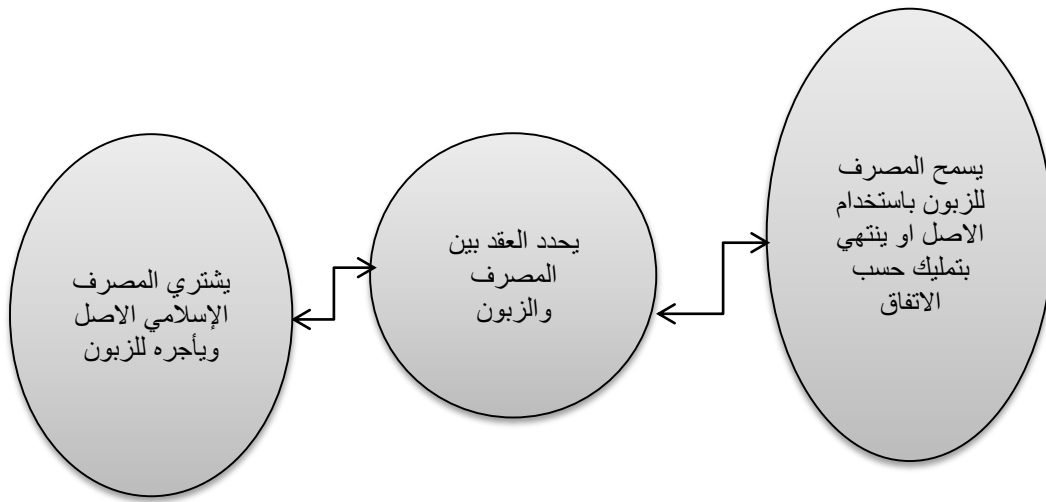 يسمح المصرف
للزبون باستخدام
الاصل او ينتهي
بتمليك حسب
الاتفاق
يحدد العقد بين
المصرف
والزبون
يشتري المصرف
الإسلامي الاصل
ويأجره للزبون